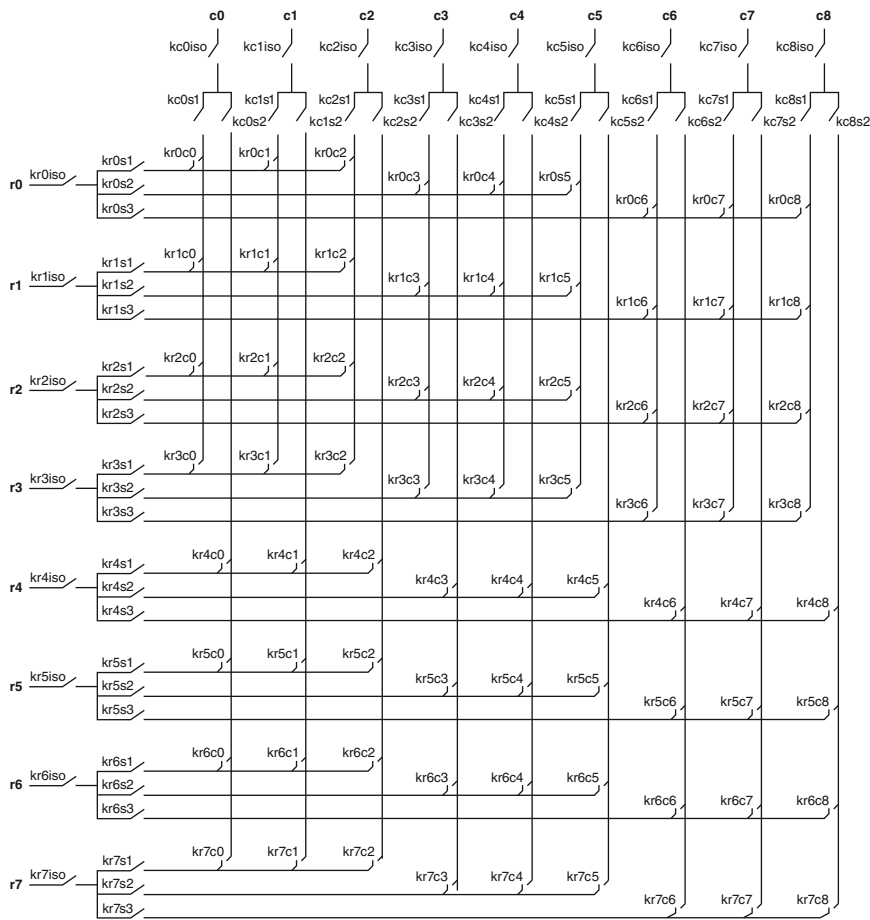 c0 c1 c2 c3 c4 c5 c6 c7 c8
kc0iso kc1iso kc2iso kc3iso kc4iso kc5iso kc6iso kc7iso kc8iso
kc0s1 kc1s1 kc2s1 kc3s1 kc4s1 kc5s1 kc6s1 kc7s1 kc8s1
kc0s2 kc1s2 kc2s2 kc3s2 kc4s2 kc5s2 kc6s2 kc7s2 kc8s2
kr0s1 kr0c0 kr0c1 kr0c2
r0 kr0iso kr0s2 kr0c3 kr0c4 kr0s5
kr0s3 kr0c6 kr0c7 kr0c8
kr1s1 kr1c0 kr1c1 kr1c2
r1 kr1iso kr1s2 kr1c3 kr1c4 kr1c5
kr1s3 kr1c6 kr1c7 kr1c8
kr2s1 kr2c0 kr2c1 kr2c2
r2 kr2iso kr2s2 kr2c3 kr2c4 kr2c5
kr2s3 kr2c6 kr2c7 kr2c8
kr3s1 kr3c0 kr3c1 kr3c2
r3 kr3iso kr3s2 kr3c3 kr3c4 kr3c5
kr3s3 kr3c6 kr3c7 kr3c8
kr4s1 kr4c0 kr4c1 kr4c2
r4 kr4iso kr4s2 kr4c3 kr4c4 kr4c5
kr4s3 kr4c6 kr4c7 kr4c8
kr5s1 kr5c0 kr5c1 kr5c2
r5 kr5iso kr5s2 kr5c3 kr5c4 kr5c5
kr5s3 kr5c6 kr5c7 kr5c8
kr6s1 kr6c0 kr6c1 kr6c2
r6 kr6iso kr6s2 kr6c3 kr6c4 kr6c5
kr6s3 kr6c6 kr6c7 kr6c8
kr7s1 kr7c0 kr7c1 kr7c2
r7 kr7iso kr7s2 kr7c3 kr7c4 kr7c5
kr7s3 kr7c6 kr7c7 kr7c8